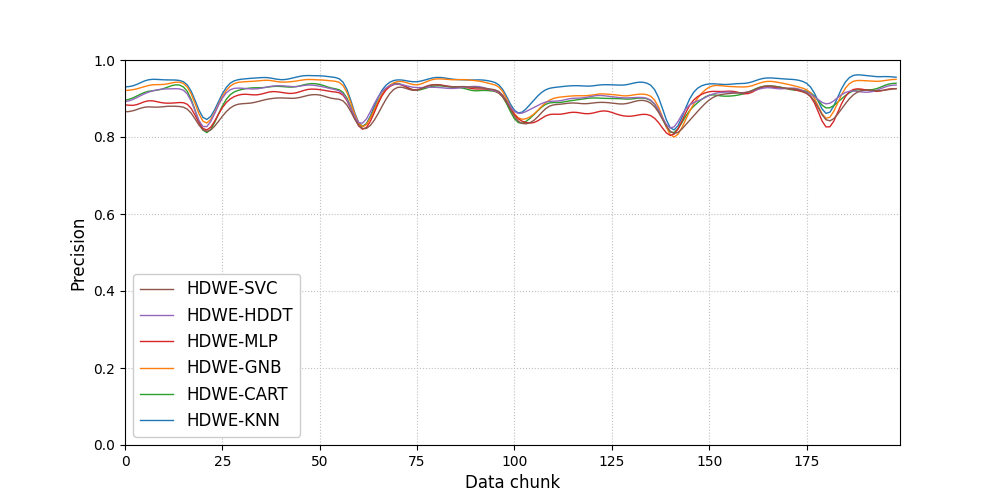 1.0
0.8
0.6
0.4
0.2
0.0
Precision
HDWE-SVC
HDWE-HDDT
HDWE-MLP
HDWE-GNB
HDWE-CART
HDWE-KNN
0 25 50 75 100 125 150 175
Data chunk